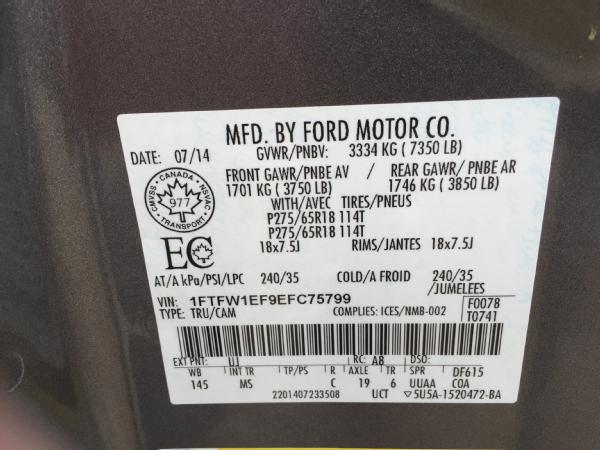 MFD. BY FORD MOTOR CO.
DATE: 07/14 GVWR/PNBV: 3334 KG ( 7350 LB)
FRONT GAWR/PNBE AV / REAR GAWR/ PNBE AR
1701 KG ( 3750 LB) 1746 KG ( 3850 LB)
WITH/AVEC TIRES/PNEUS
P275/65R18 114T
P275/65R18 114T
18x7.5J RIMS/JANTES 18x7.5J
CANADA
CMVSS 977 NSVAC
TRANSPORT
EC
AT/A kPa/PSI/LPC 240/35 COLD/A FROID 240/35
/JUMELEES
VIN: 1FTFW1EF9EFC75799 F0078
TYPE: TRU/CAM COMPLIES: ICES/NMB-002 T0741
EXT PNT: UJ RC: A8 DSO:
WB INT TR TP/PS R AXLE TR SPR DF615
145 MS C 19 6 UUAA COA
2201407233508 UCT ▽5U5A-1520472-BA